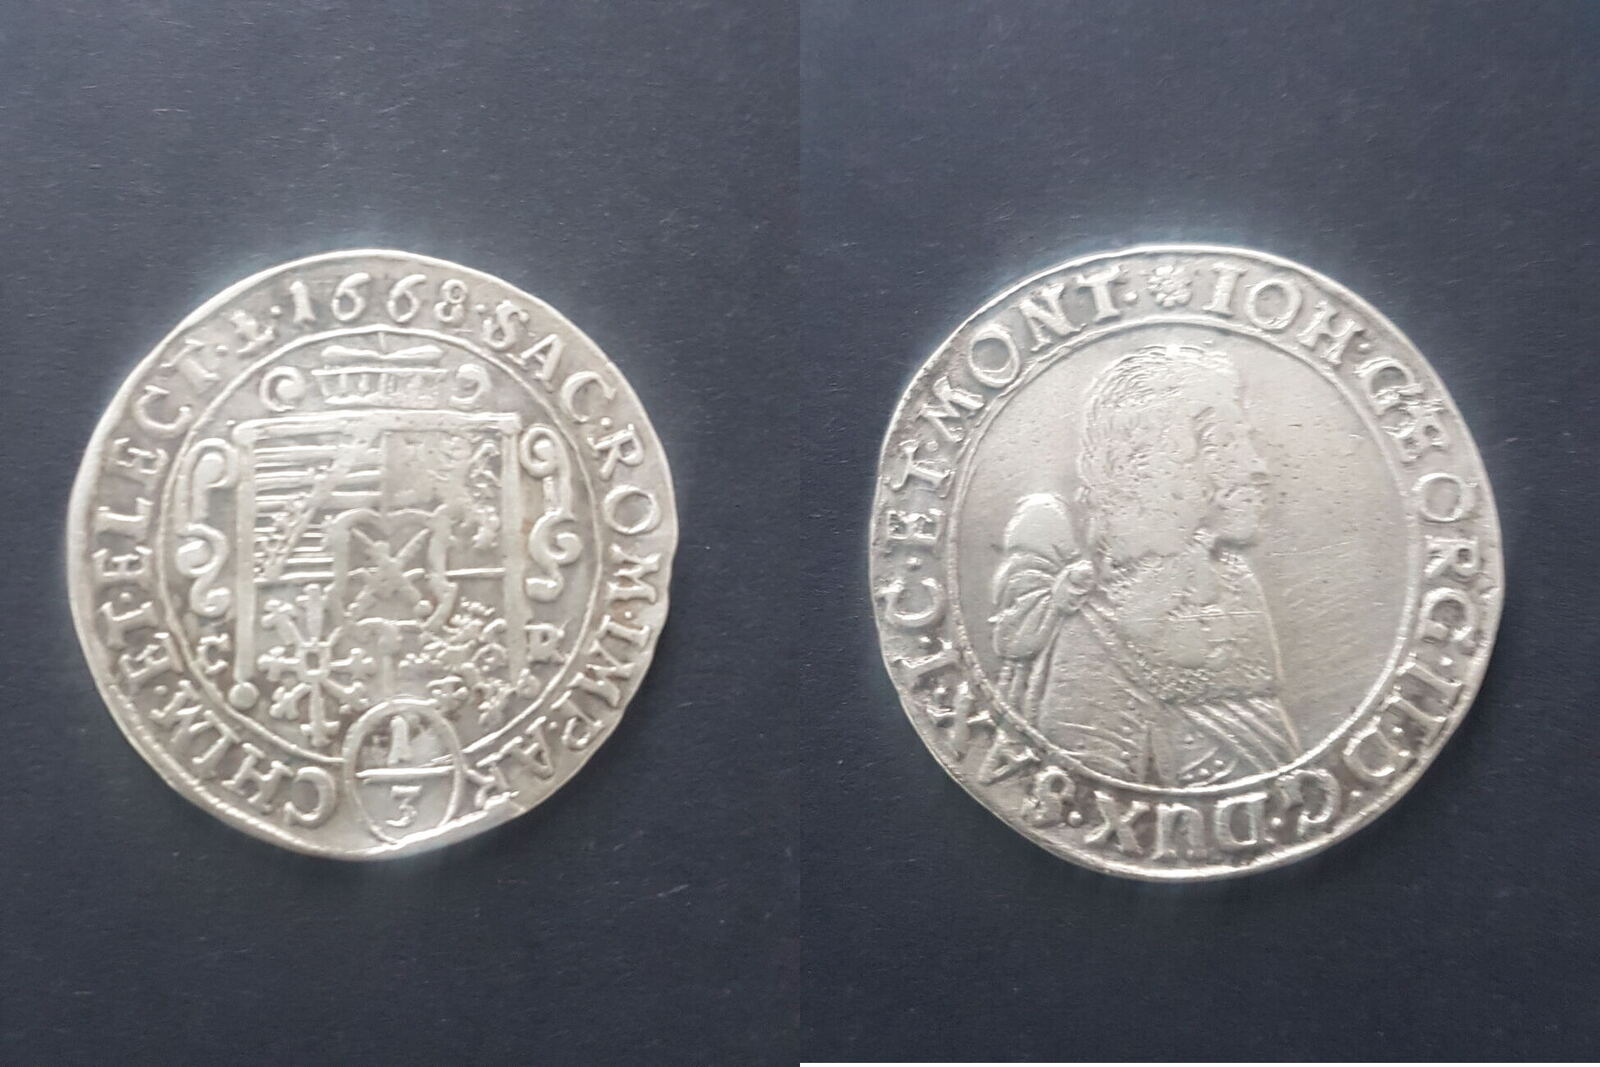 ·1668·SAC·ROM·IMP·AR
CHIM·ET·ELECT·
C R
1
3
IOH·GEORG·II·D·G·DUX·SAX·I·C·ET·MONT·